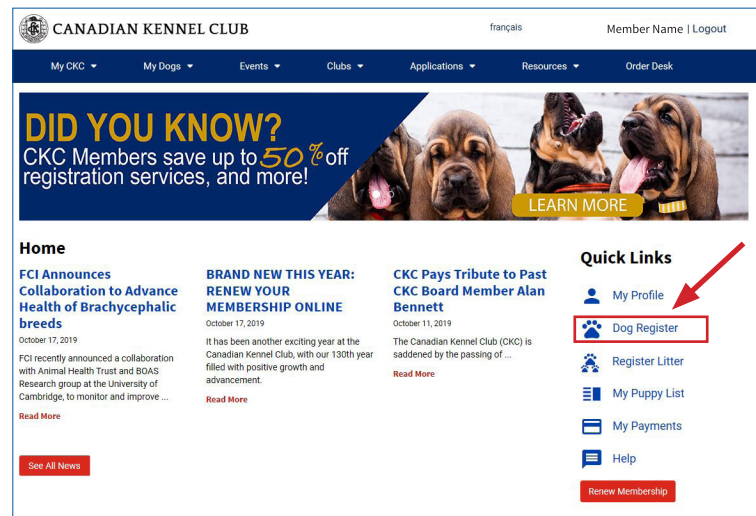 CANADIAN KENNEL CLUB
français
Member Name | Logout
My CKC
My Dogs
Events
Clubs
Applications
Resources
Order Desk
DID YOU KNOW?
CKC Members save up to 50% off
registration services, and more!
LEARN MORE
Home
FCI Announces
Collaboration to Advance
Health of Brachycephalic
breeds
October 17, 2019
FCI recently announced a collaboration
with Animal Health Trust and BOAS
Research group at the University of
Cambridge, to monitor and improve ...
Read More
BRAND NEW THIS YEAR:
RENEW YOUR
MEMBERSHIP ONLINE
October 17, 2019
It has been another exciting year at the
Canadian Kennel Club, with our 130th year
filled with positive growth and
advancement.
Read More
CKC Pays Tribute to Past
CKC Board Member Alan
Bennett
October 11, 2019
The Canadian Kennel Club (CKC) is
saddened by the passing of ...
Read More
See All News
Quick Links
My Profile
Dog Register
Register Litter
My Puppy List
My Payments
Help
Renew Membership